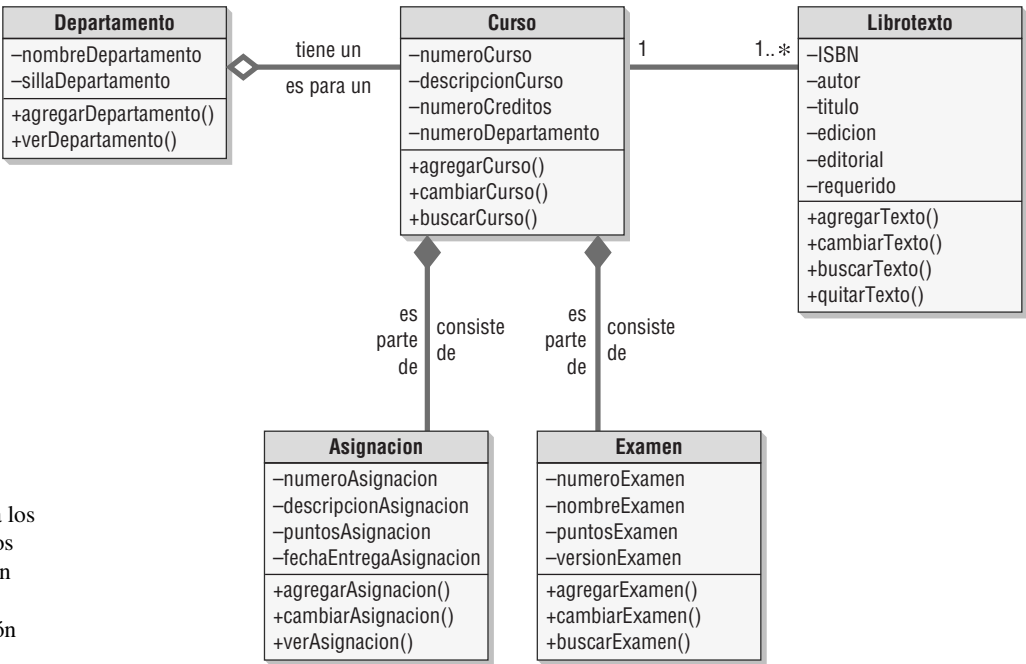 Departamento
–nombreDepartamento
–sillaDepartamento
+agregarDepartamento()
+verDepartamento()
tiene un
es para un
Curso
–numeroCurso
–descripcionCurso
–numeroCreditos
–numeroDepartamento
+agregarCurso()
+cambiarCurso()
+buscarCurso()
1
1..*
Librotexto
–ISBN
–autor
–titulo
–edicion
–editorial
–requerido
+agregarTexto()
+cambiarTexto()
+buscarTexto()
+quitarTexto()
es
parte
de
consiste
de
es
parte
de
consiste
de
Asignacion
–numeroAsignacion
–descripcionAsignacion
–puntosAsignacion
–fechaEntregaAsignacion
+agregarAsignacion()
+cambiarAsignacion()
+verAsignacion()
Examen
–numeroExamen
–nombreExamen
–puntosExamen
–versionExamen
+agregarExamen()
+cambiarExamen()
+buscarExamen()
los